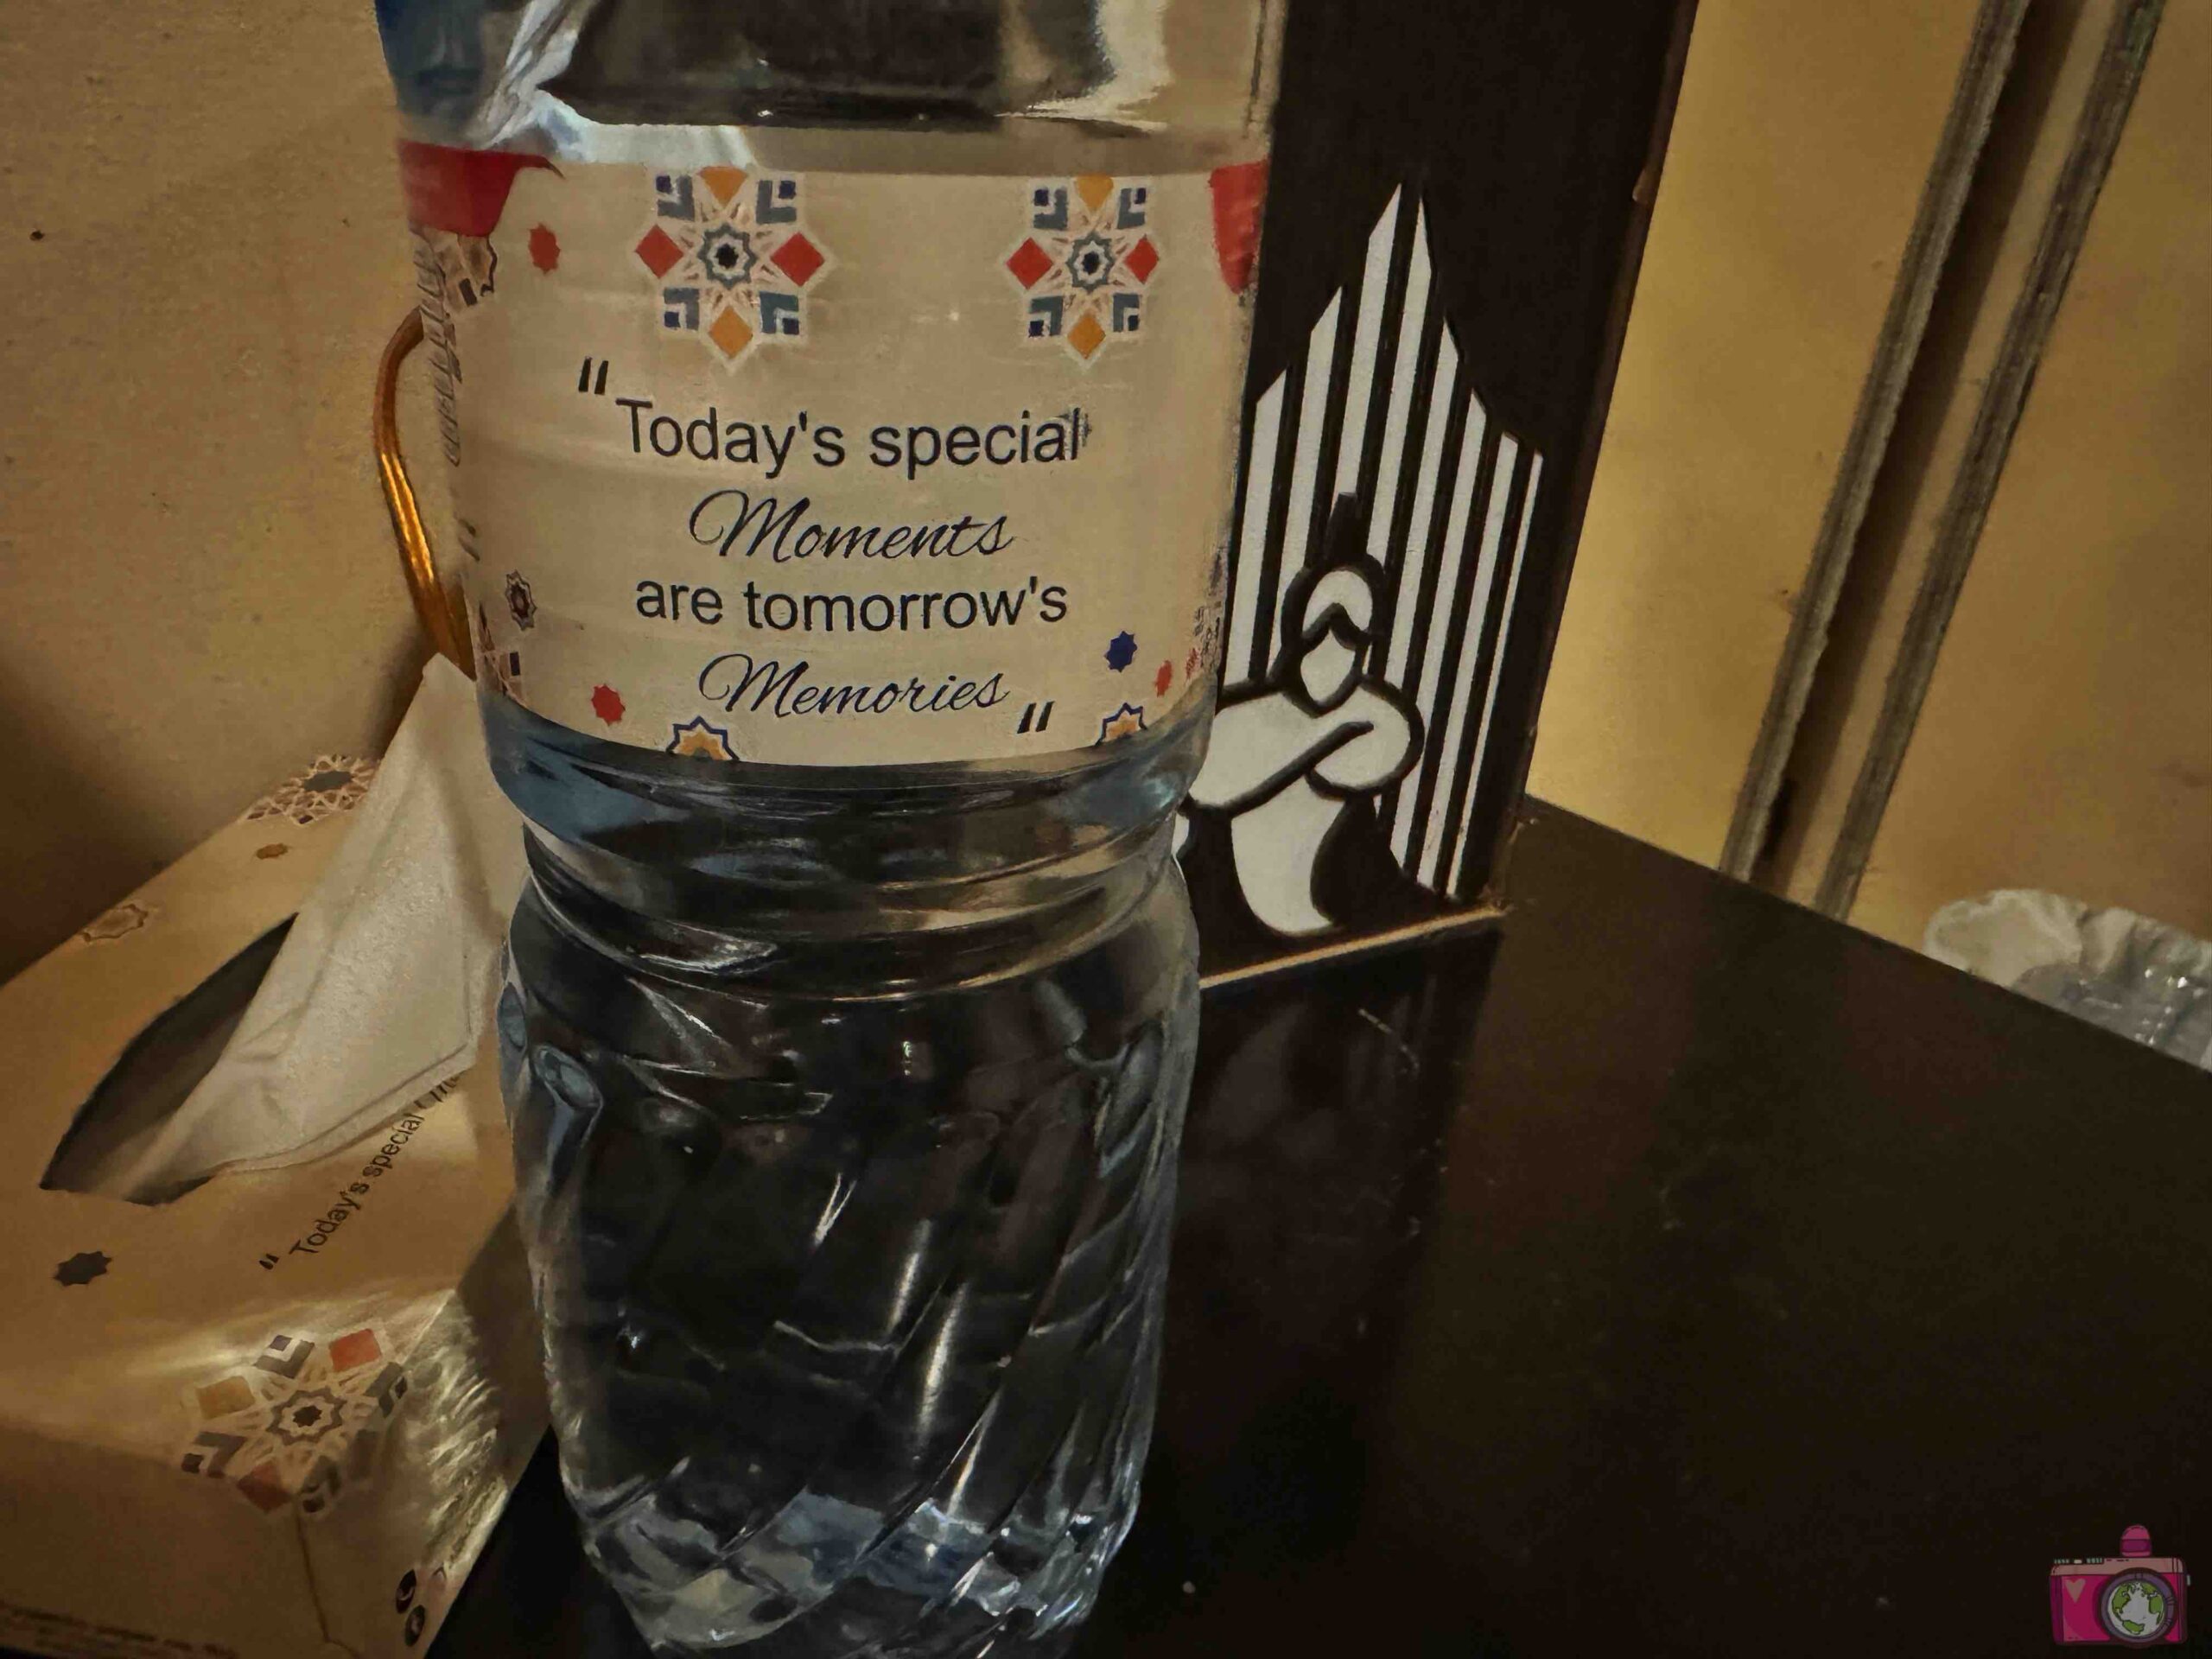 "Today's special
Moments
are tomorrow's
Memories"
"Today's special